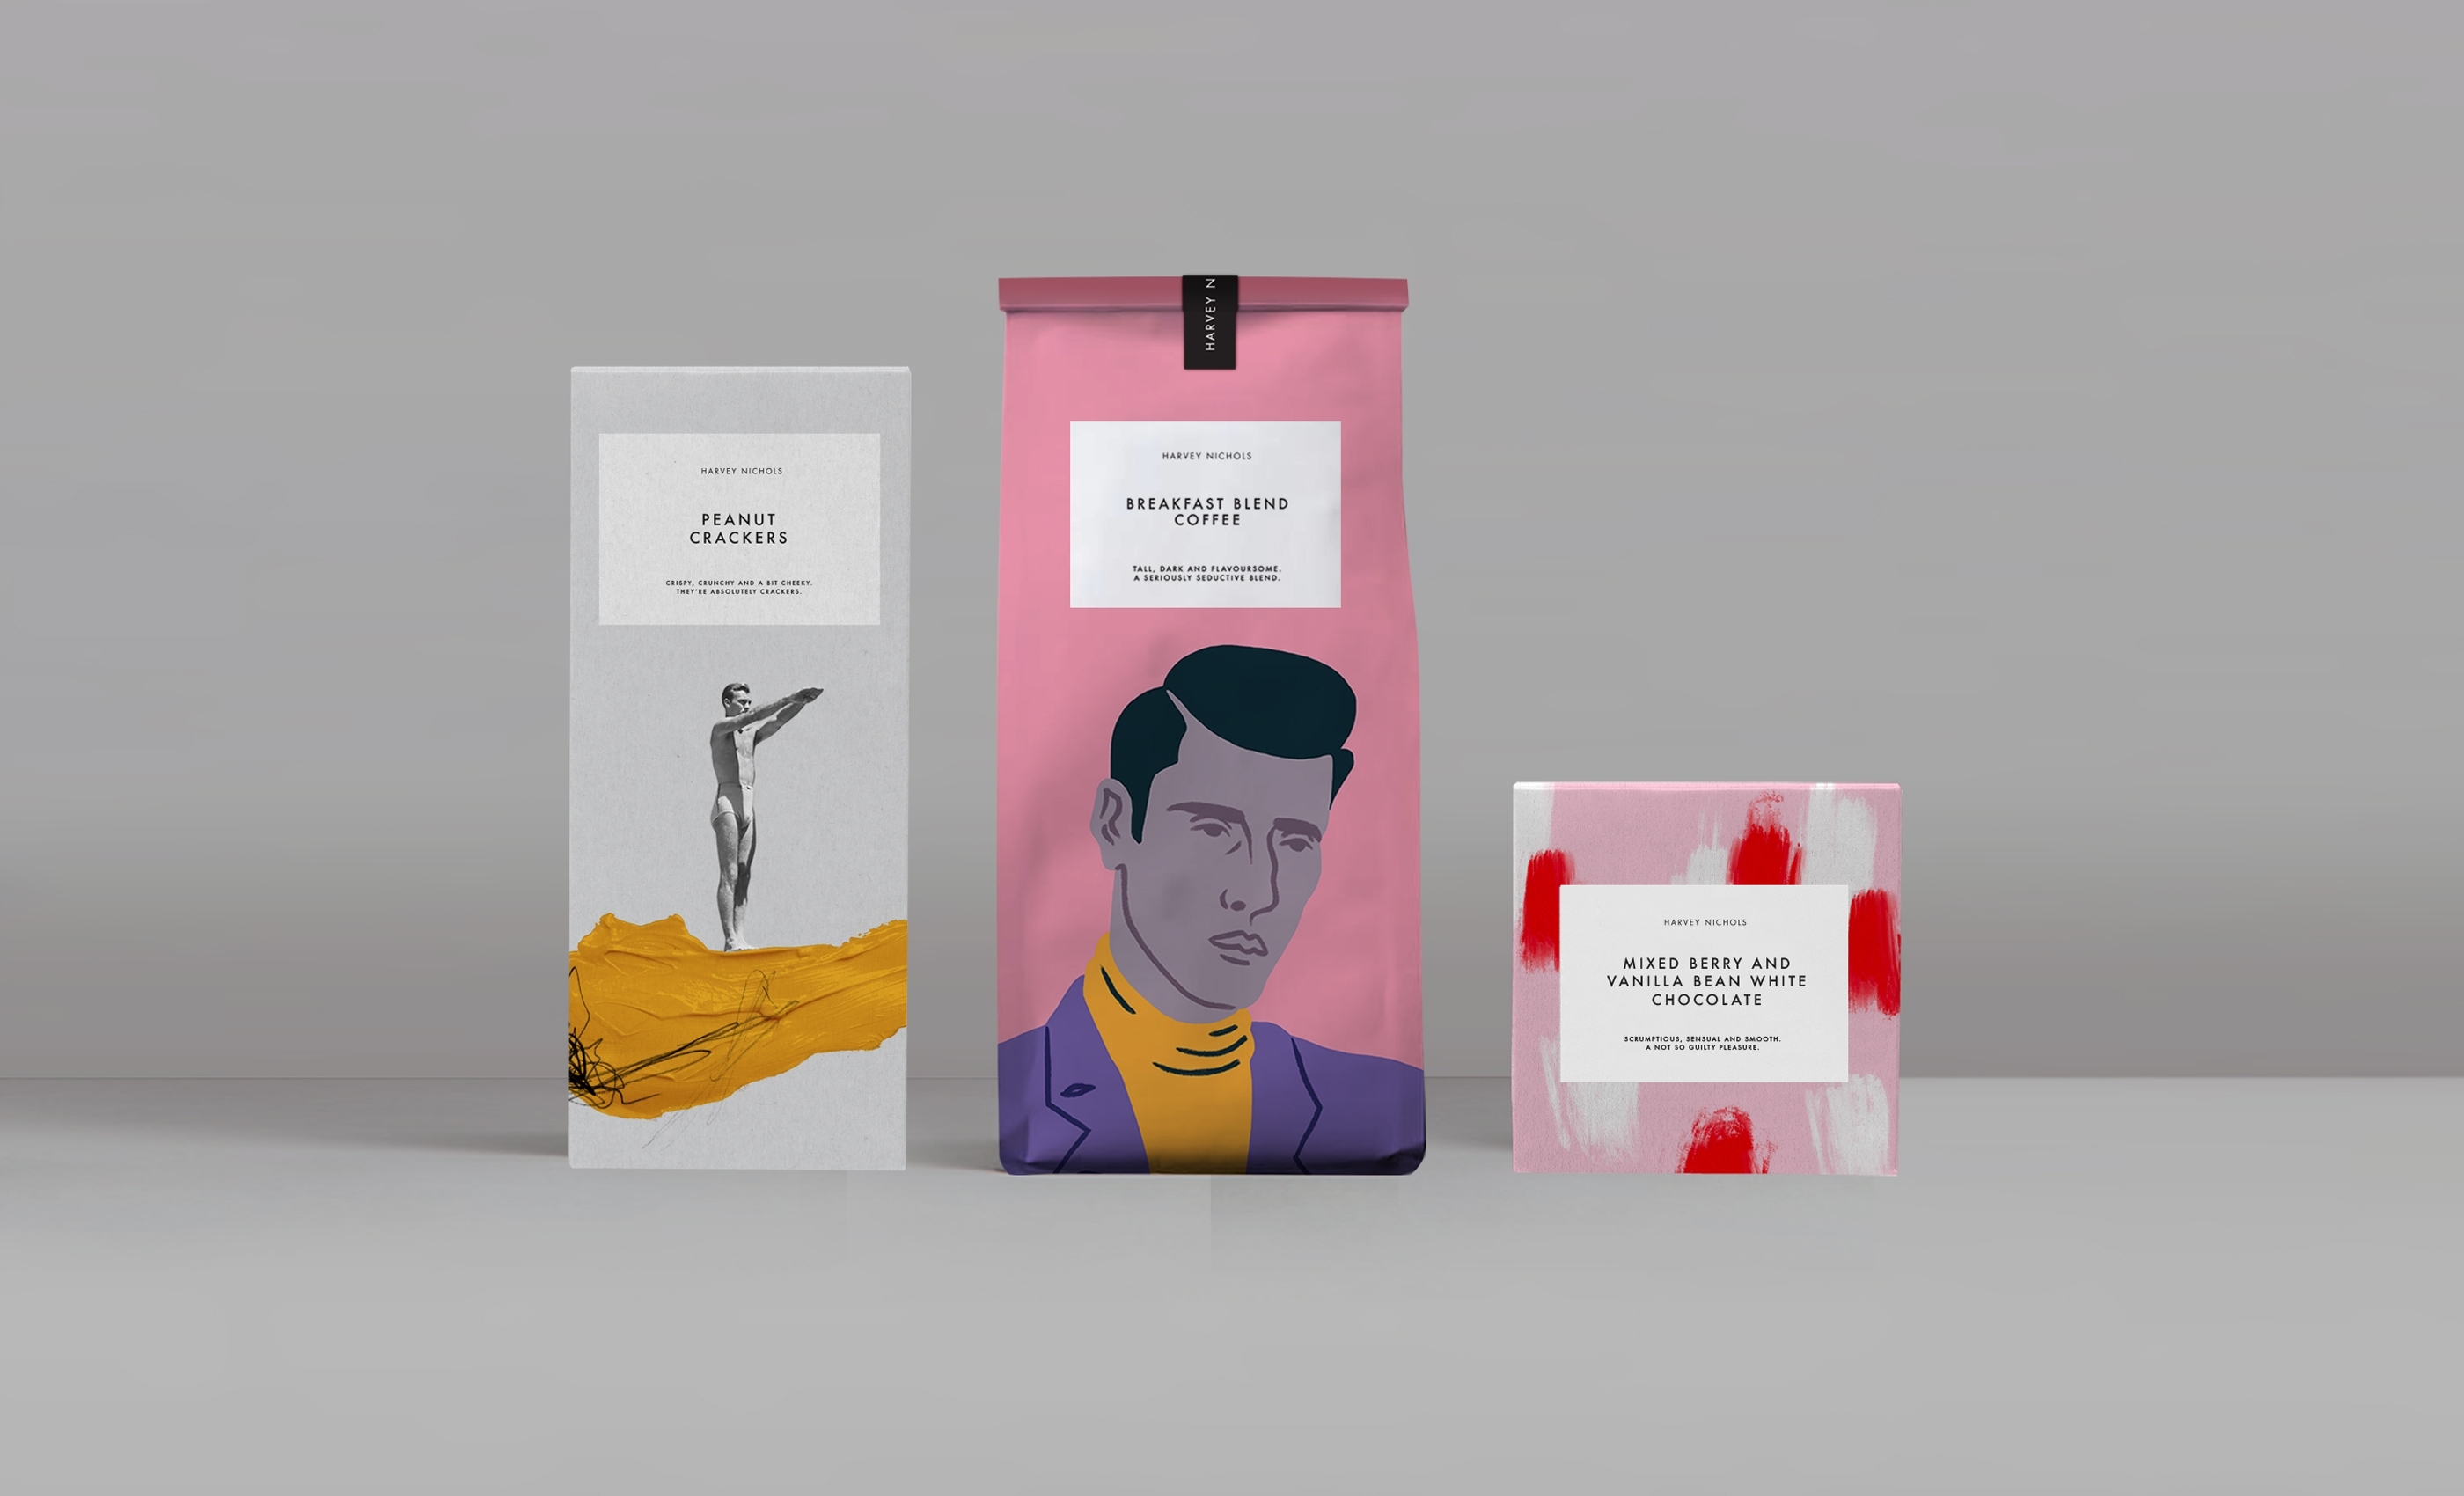 HARVEY NICHOLS
PEANUT
CRACKERS
CRISPY, CRUNCHY AND A BIT CHEEKY.
THEY'RE ABSOLUTELY CRACKERS.
HARVEY N
HARVEY NICHOLS
BREAKFAST BLEND
COFFEE
TALL, DARK AND FLAVOURSOME.
A SERIOUSLY SEDUCTIVE BLEND.
HARVEY NICHOLS
MIXED BERRY AND
VANILLA BEAN WHITE
CHOCOLATE
SCRUMPTIOUS, SENSUAL AND SMOOTH.
A NOT SO GUILTY PLEASURE.